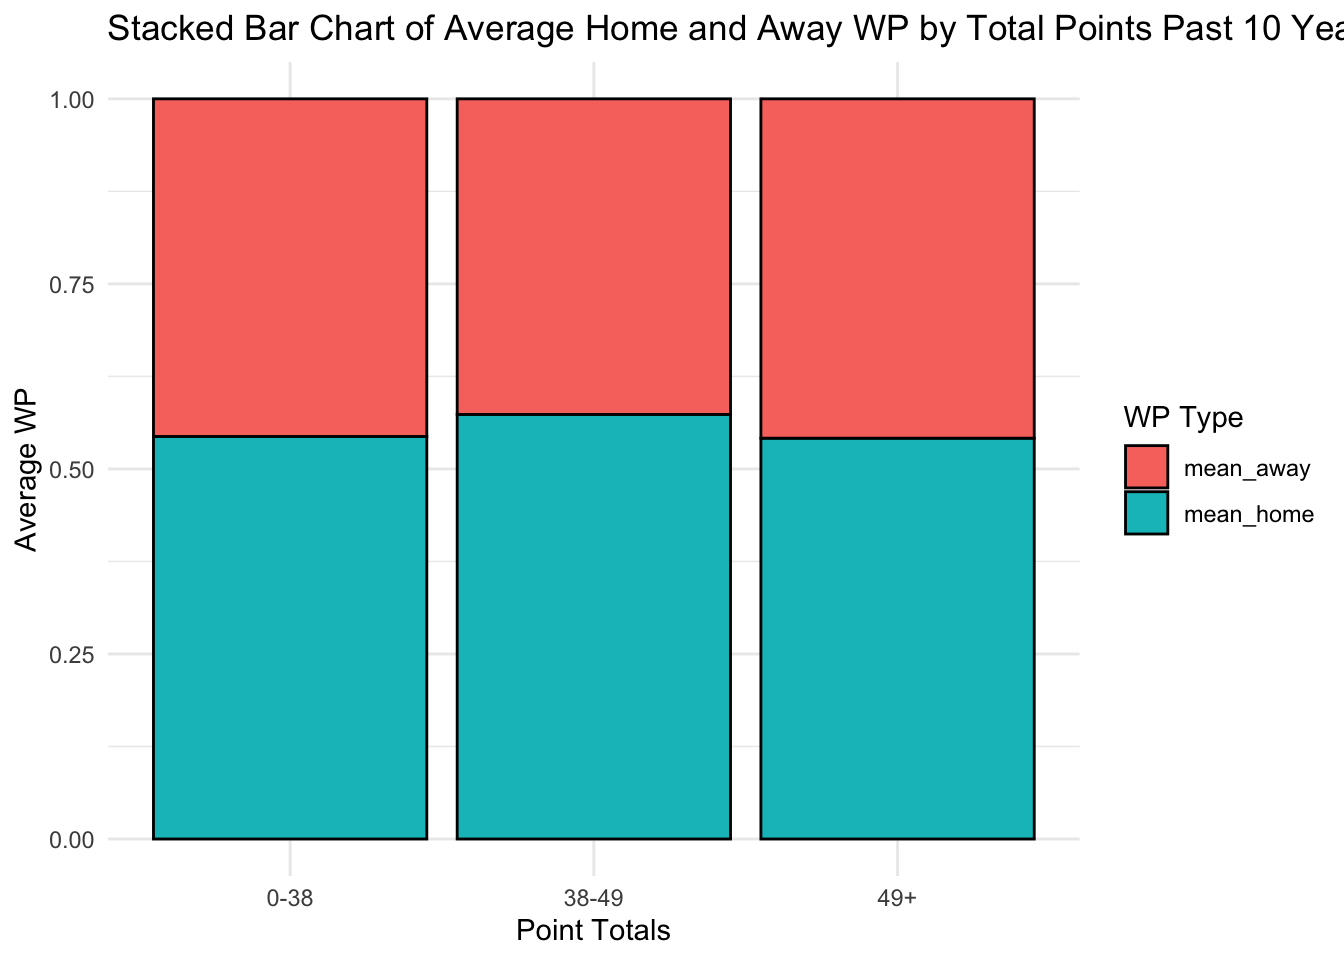 Stacked Bar Chart of Average Home and Away WP by Total Points Past 10 Yea
1.00
0.75
0.50
0.25
0.00
Average WP
0-38
38-49
49+
Point Totals
WP Type
mean_away
mean_home